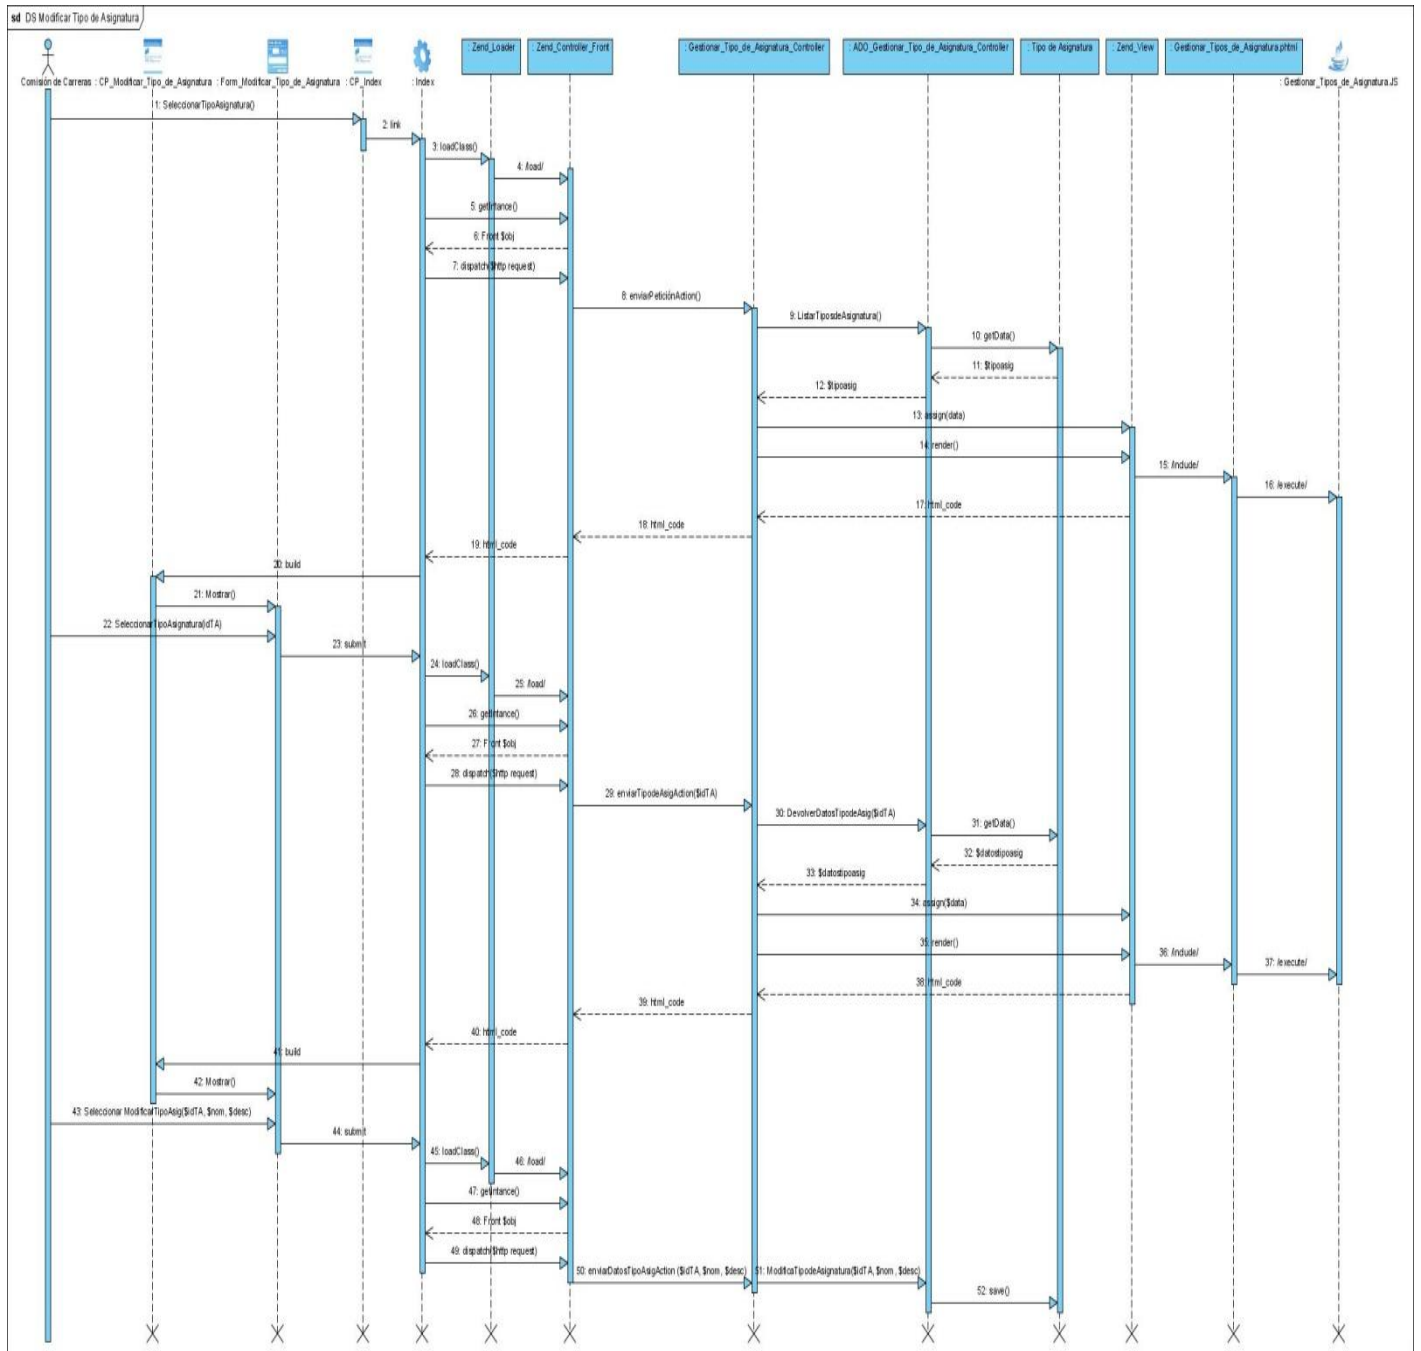 sd DS Modificar Tipo de Asignatura
Comisión de Carreras
: CP_Modificar_Tipo_de_Asignatura
: Form_Modificar_Tipo_de_Asignatura
: CP_Index
: Index
: Zend_Loader
: Zend_Controller_Front
: Gestionar_Tipo_de_Asignatura_Controller
: ADO_Gestionar_Tipo_de_Asignatura_Controller
: Tipo de Asignatura
: Zend_View
: Gestionar_Tipos_de_Asignatura.phtml
: Gestionar_Tipos_de_Asignatura.JS
1: SeleccionarTipoAsignatura()
2: link
3: loadClass()
4: /load/
5: getIntance()
6: Front $obj
7: dispatch($http request)
8: enviarPeticiónAction()
9: ListarTiposdeAsignatura()
10: getData()
11: $tipoasig
12: $tipoasig
13: assign(data)
14: render()
15: /include/
16: /execute/
17: html_code
18: html_code
19: html_code
20: build
21: Mostrar()
22: SeleccionarTipoAsignatura(idTA)
23: submit
24: loadClass()
25: /load/
26: getIntance()
27: Front $obj
28: dispatch($http request)
29: enviarTipodeAsigAction($idTA)
30: DevolverDatosTipodeAsig($idTA)
31: getData()
32: $datostipoasig
33: $datostipoasig
34: assign($data)
35: render()
36: /include/
37: /execute/
38: html_code
39: html_code
40: html_code
41: build
42: Mostrar()
43: Seleccionar ModificarTipoAsig($idTA, $nom, $desc)
44: submit
45: loadClass()
46: /load/
47: getIntance()
48: Front $obj
49: dispatch($http request)
50: enviarDatosTipoAsigAction ($idTA, $nom, $desc)
51: ModificaTipodeAsignatura($idTA, $nom, $desc)
52: save()